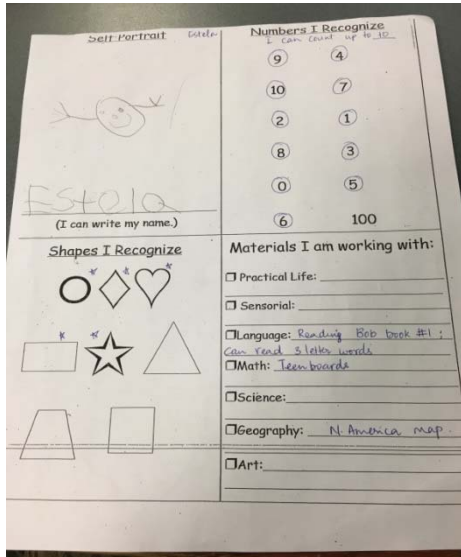 Self Portrait Estela
Estela
(I can write my name.)
Numbers I Recognize
I can count up to 10
9 4
10 7
2 1
8 3
0 5
6 100
Shapes I Recognize
Materials I am working with:
Practical Life:
Sensorial:
Language: Reading Bob book #1;
can read 3 letter words
Math: Teen boards
Science:
Geography: N. America map.
Art: